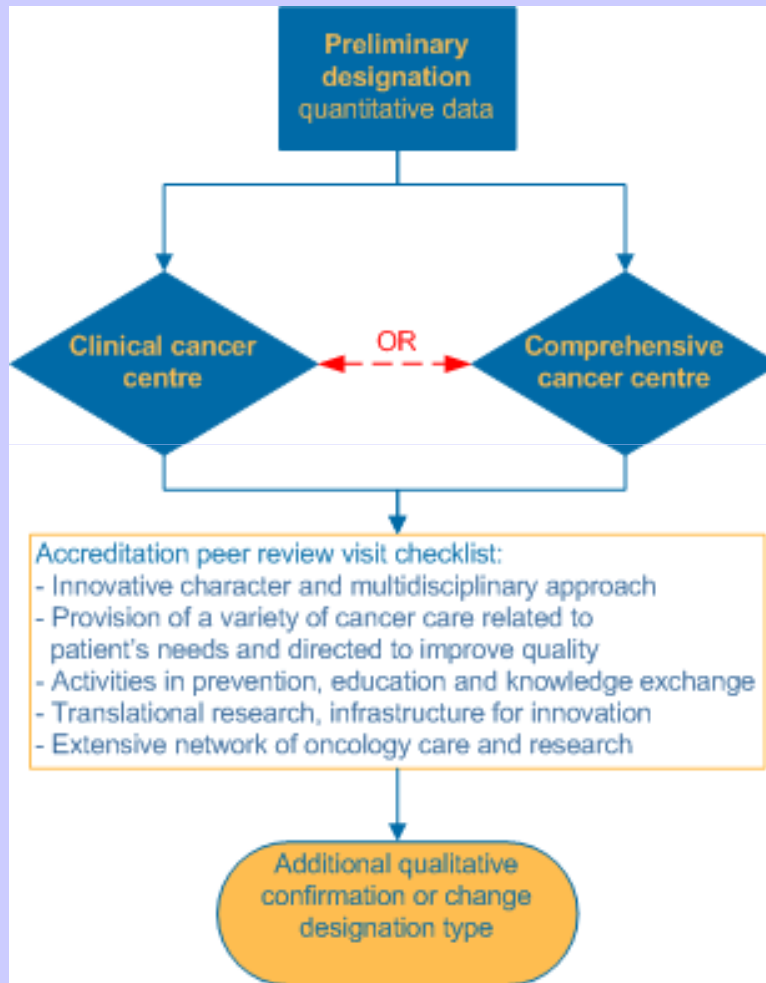 Preliminary
designation
quantitative data
Clinical cancer
centre
OR
Comprehensive
cancer centre
Accreditation peer review visit checklist:
- Innovative character and multidisciplinary approach
- Provision of a variety of cancer care related to
patient's needs and directed to improve quality
- Activities in prevention, education and knowledge exchange
- Translational research, infrastructure for innovation
- Extensive network of oncology care and research
Additional qualitative
confirmation or change
designation type